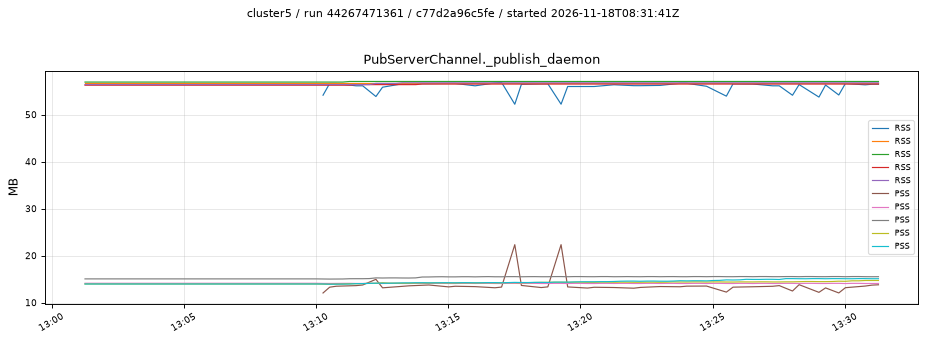 cluster5 / run 44267471361 / c77d2a96c5fe / started 2026-11-18T08:31:41Z
PubServerChannel._publish_daemon
MB
50
40
30
20
10
RSS
RSS
RSS
RSS
RSS
PSS
PSS
PSS
PSS
PSS
13:00
13:05
13:10
13:15
13:20
13:25
13:30